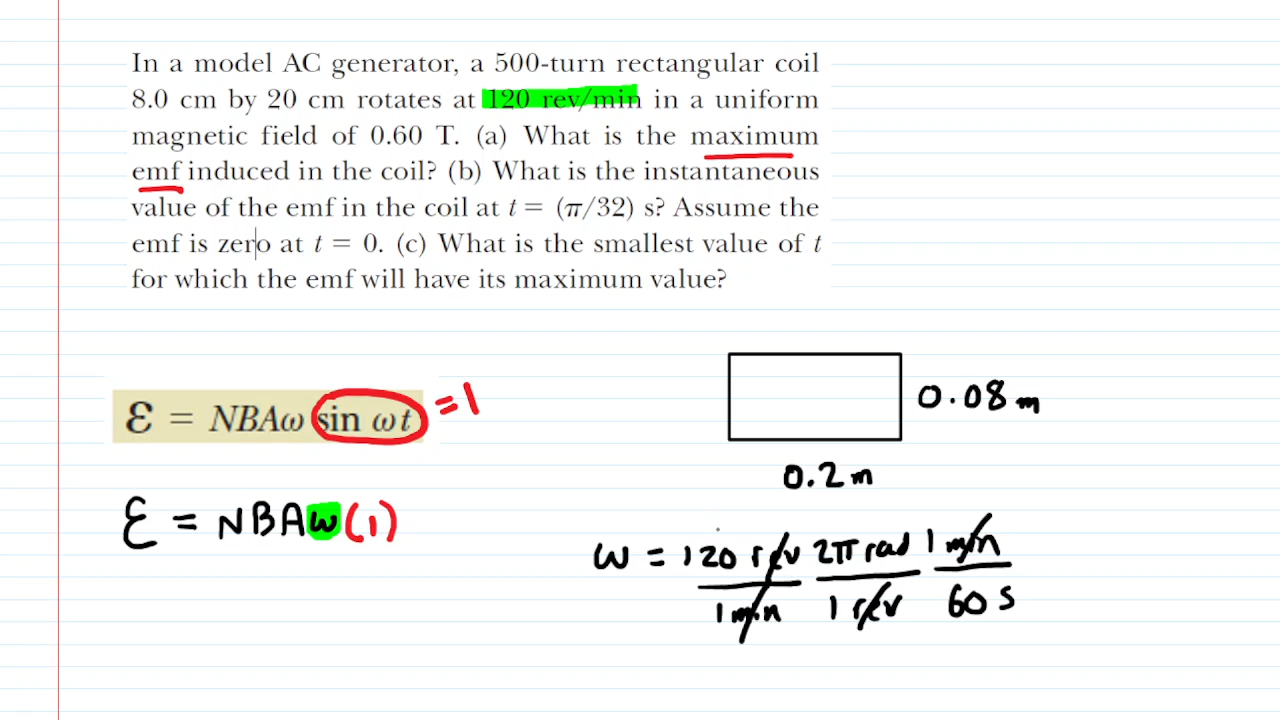 In a model AC generator, a 500-turn rectangular coil
8.0 cm by 20 cm rotates at 120 rev/min in a uniform
magnetic field of 0.60 T. (a) What is the maximum
emf induced in the coil? (b) What is the instantaneous
value of the emf in the coil at t = (π/32) s? Assume the
emf is zero at t = 0. (c) What is the smallest value of t
for which the emf will have its maximum value?
ℰ = NBAω sin ωt = 1
0.08 m
0.2 m
ℰ = NBAω(1)
ω = 120 rev/1 min 2π rad/1 rev 1 min/60 s